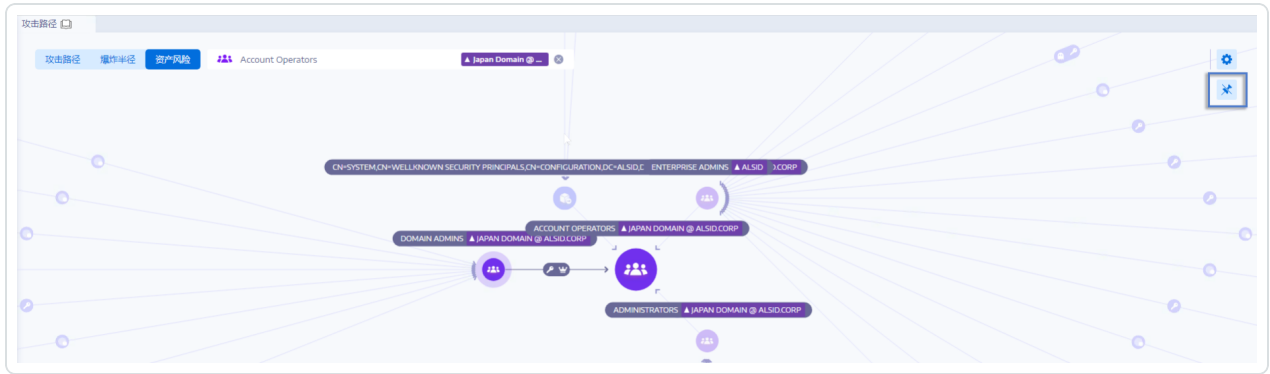 攻击路径
攻击路径 爆炸半径 资产风险 Account Operators Japan Domain @ ...
CN=SYSTEM,CN=WELLKNOWN SECURITY PRINCIPALS,CN=CONFIGURATION,DC=ALSID,C ENTERPRISE ADMINS ALSID .CORP
ACCOUNT OPERATORS JAPAN DOMAIN @ ALSID.CORP
DOMAIN ADMINS JAPAN DOMAIN @ ALSID.CORP
ADMINISTRATORS JAPAN DOMAIN @ ALSID.CORP